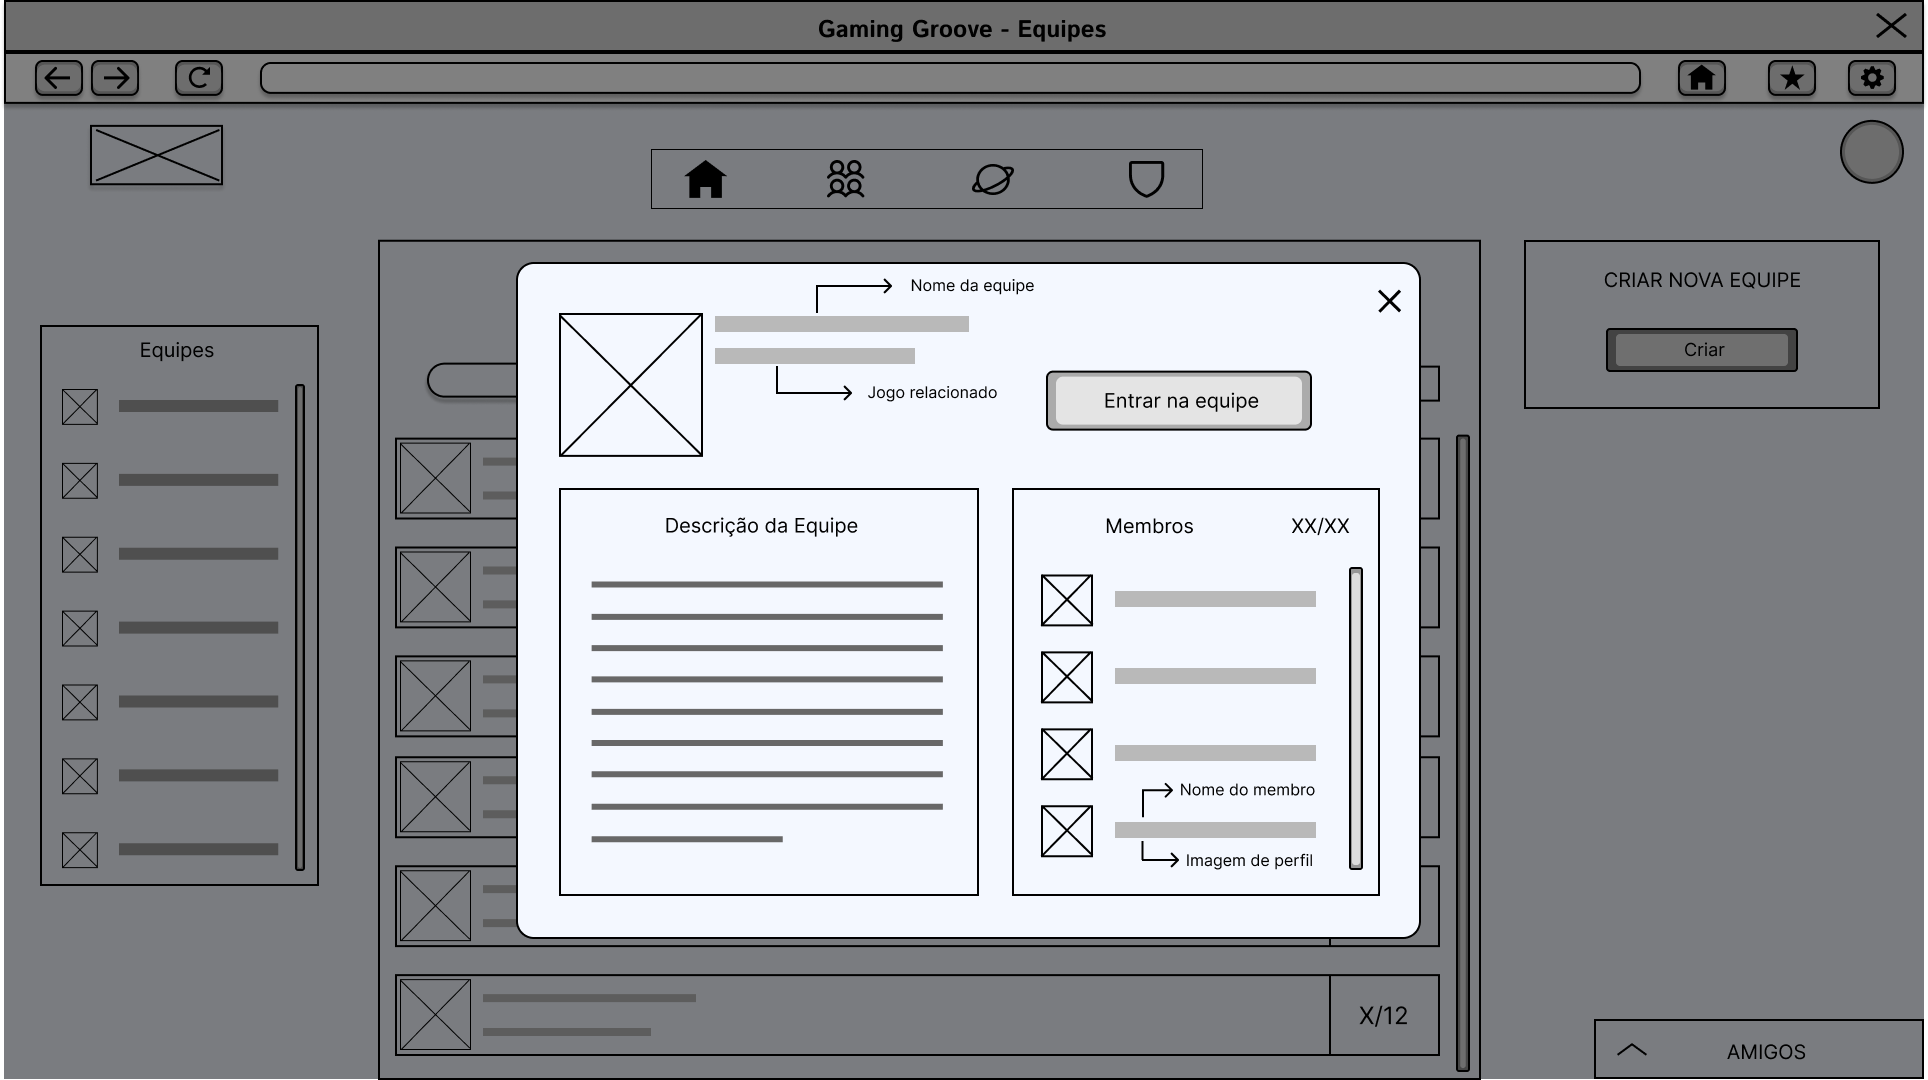 Gaming Groove - Equipes
CRIAR NOVA EQUIPE
Criar
Equipes
Nome da equipe
Jogo relacionado
Entrar na equipe
Descrição da Equipe
Membros XX/XX
Nome do membro
Imagem de perfil
X/12
AMIGOS